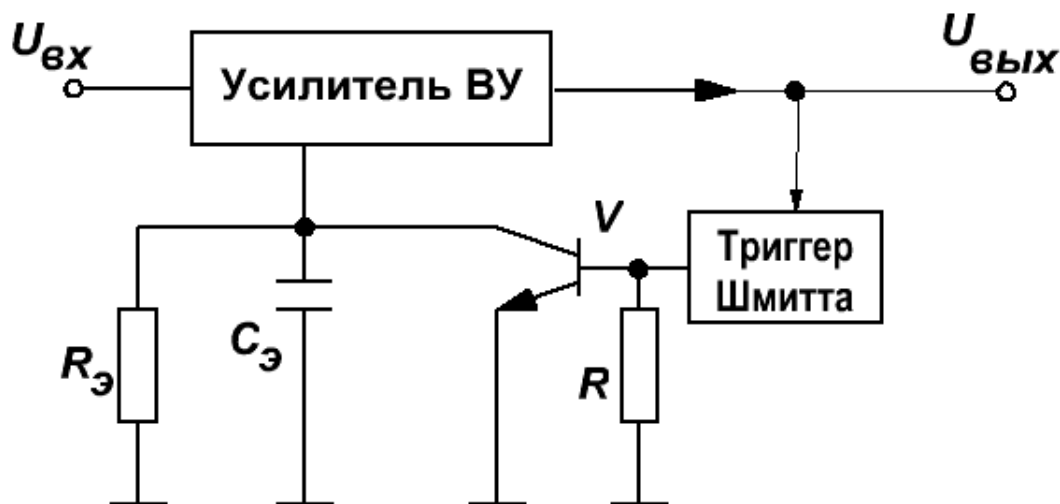 Uвх
Uвых
Усилитель ВУ
V
Триггер
Шмитта
Rэ
Cэ
R